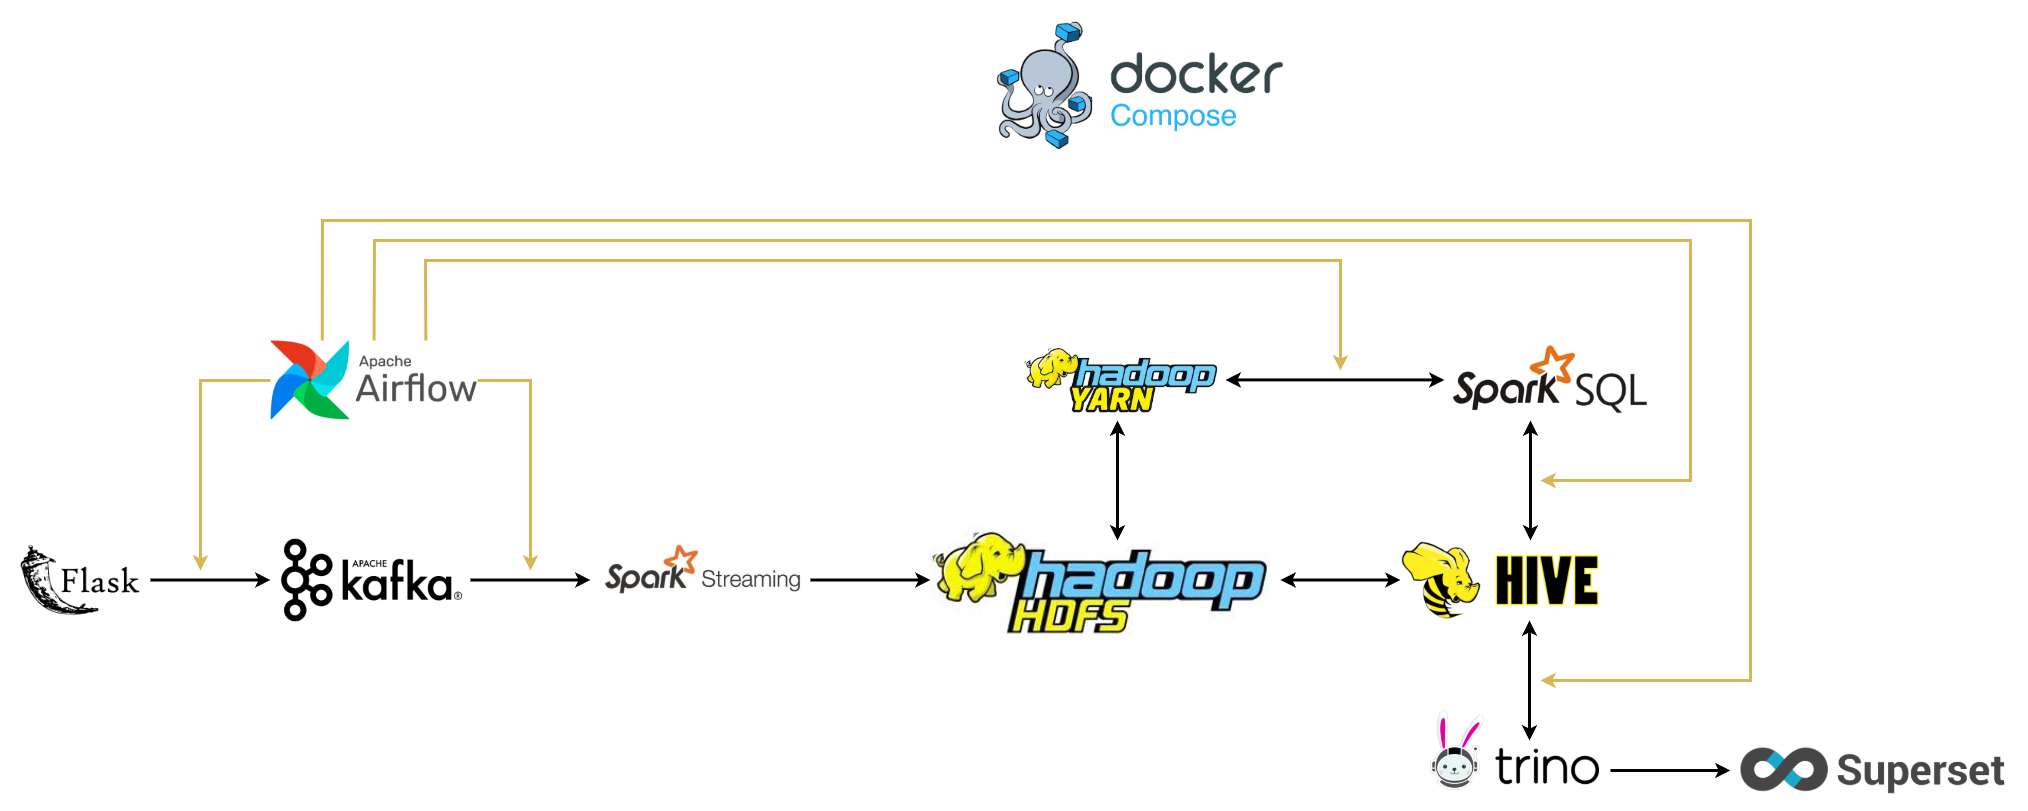 docker
Compose
Apache
Airflow
hadoop
YARN
Spark SQL
Flask
APACHE
kafka®
Spark Streaming
hadoop
HDFS
HIVE
trino
Superset